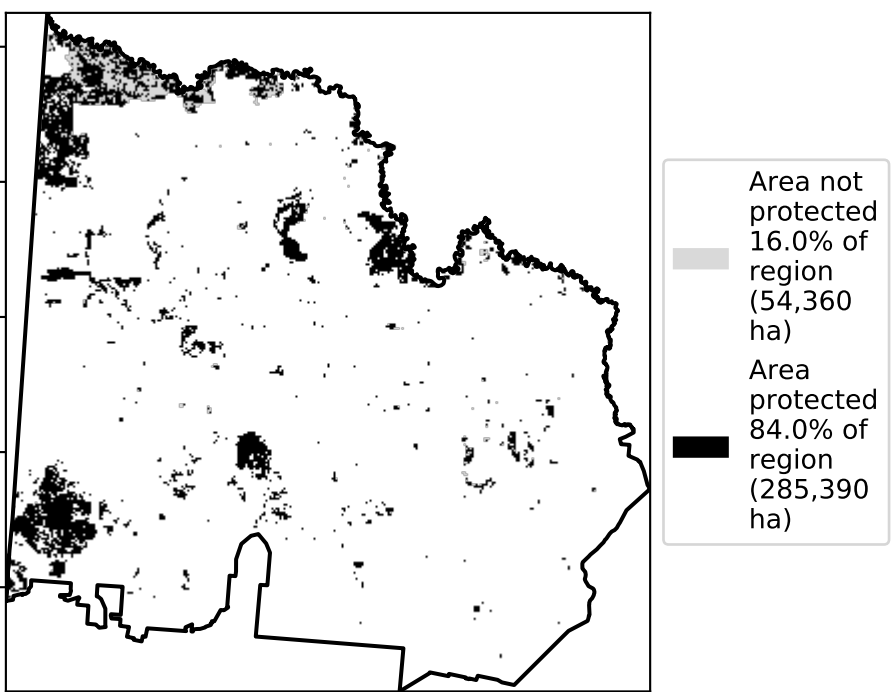 Area not
protected
16.0% of
region
(54,360
ha)
Area
protected
84.0% of
region
(285,390
ha)